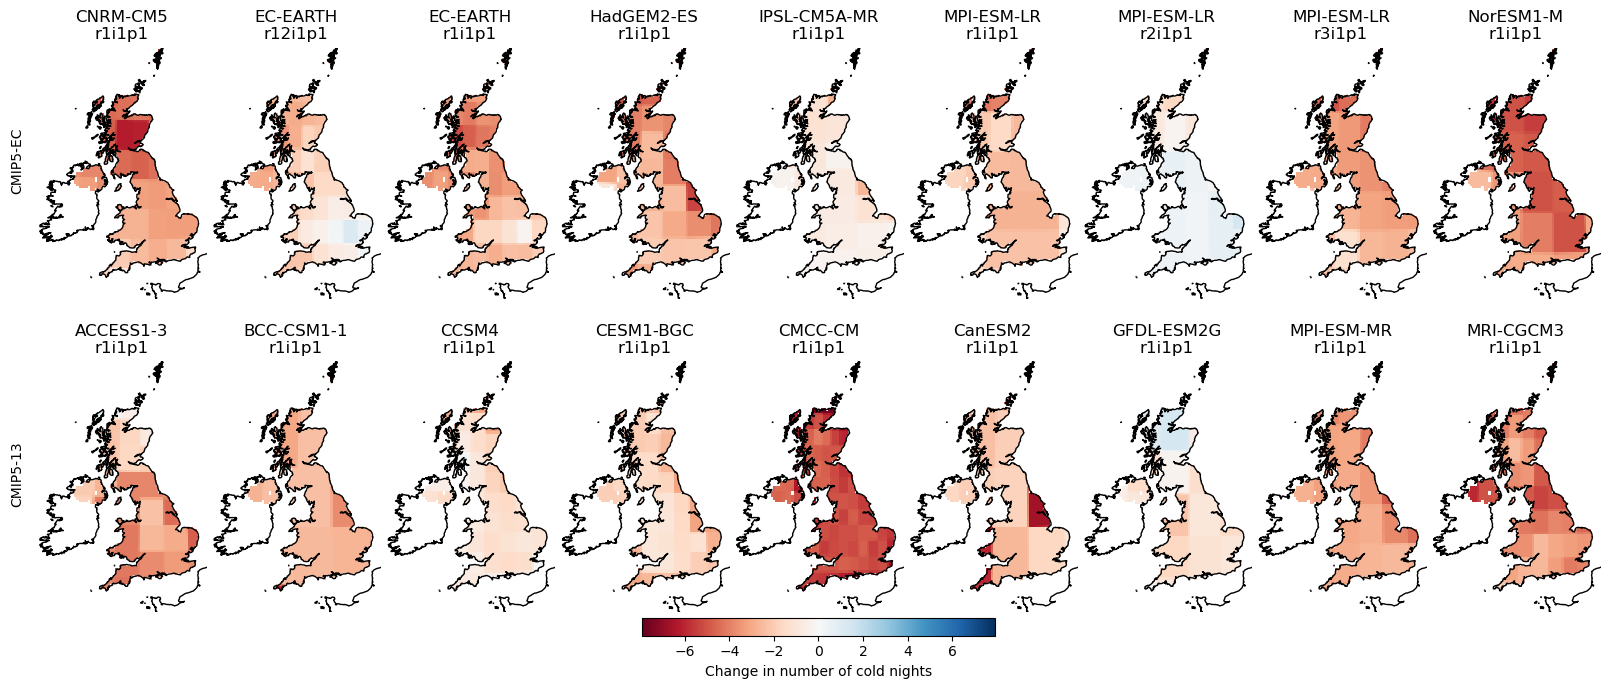 CNRM-CM5 EC-EARTH EC-EARTH HadGEM2-ES IPSL-CM5A-MR MPI-ESM-LR MPI-ESM-LR MPI-ESM-LR NorESM1-M
r1i1p1 r12i1p1 r1i1p1 r1i1p1 r1i1p1 r1i1p1 r2i1p1 r3i1p1 r1i1p1
CMIP5-EC
ACCESS1-3 BCC-CSM1-1 CCSM4 CESM1-BGC CMCC-CM CanESM2 GFDL-ESM2G MPI-ESM-MR MRI-CGCM3
r1i1p1 r1i1p1 r1i1p1 r1i1p1 r1i1p1 r1i1p1 r1i1p1 r1i1p1 r1i1p1
CMIP5-13
−6 −4 −2 0 2 4 6
Change in number of cold nights